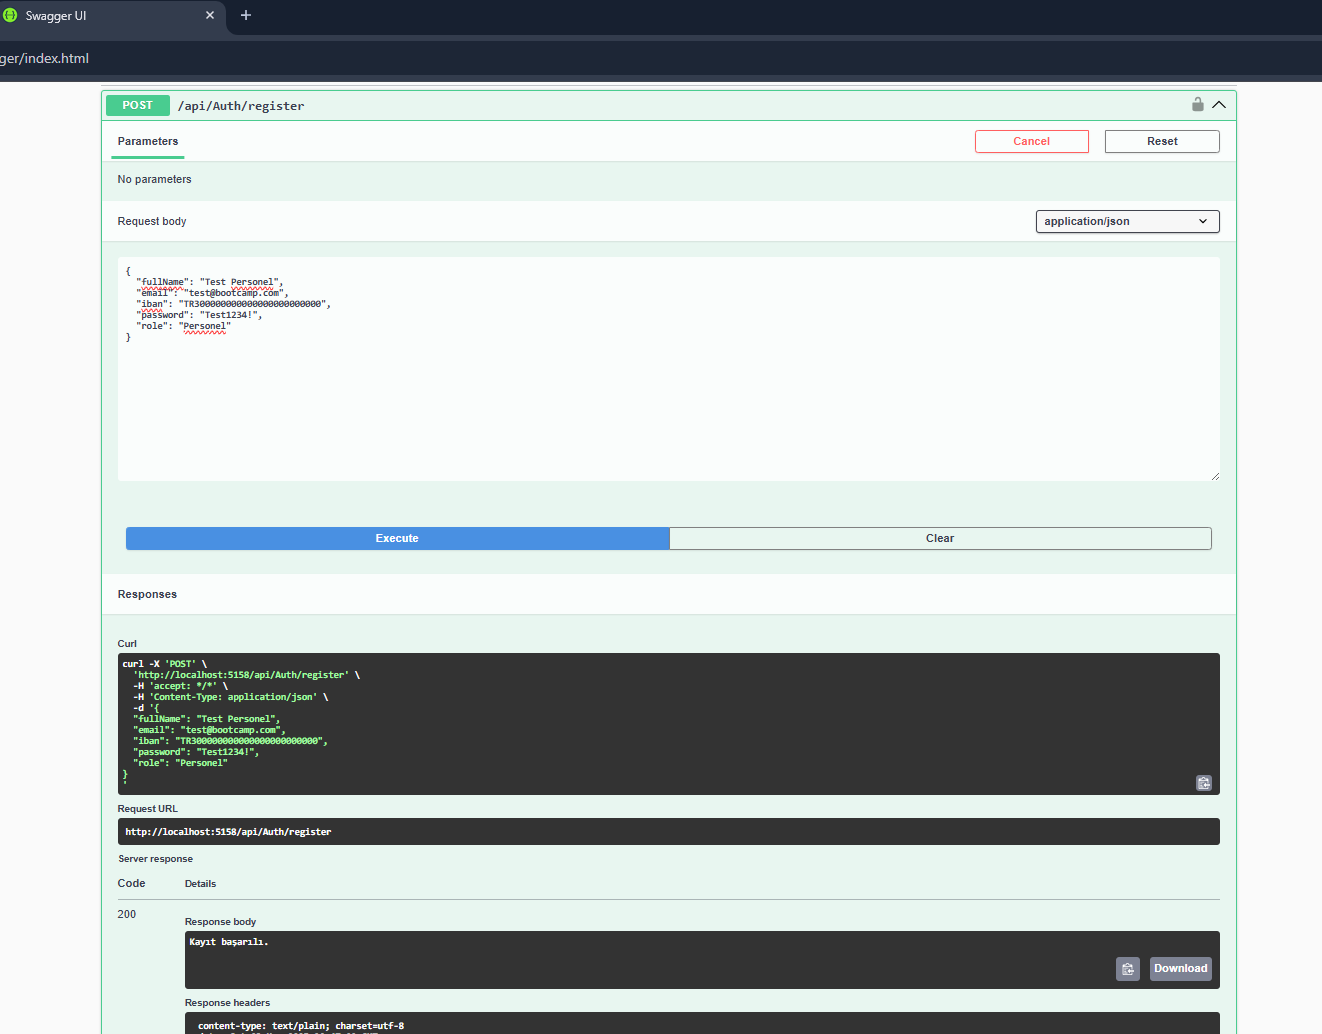 Swagger UI
ger/index.html
POST /api/Auth/register
Parameters
Cancel
Reset
No parameters
Request body
application/json
{
"fullName": "Test Personel",
"email": "test@bootcamp.com",
"iban": "TR300000000000000000000000",
"password": "Test1234!",
"role": "Personel"
}
Execute
Clear
Responses
Curl
curl -X 'POST' \
'http://localhost:5158/api/Auth/register' \
-H 'accept: */*' \
-H 'Content-Type: application/json' \
-d '{
"fullName": "Test Personel",
"email": "test@bootcamp.com",
"iban": "TR300000000000000000000000",
"password": "Test1234!",
"role": "Personel"
}
'
Request URL
http://localhost:5158/api/Auth/register
Server response
Code Details
200
Response body
Kayıt başarılı.
Download
Response headers
content-type: text/plain; charset=utf-8